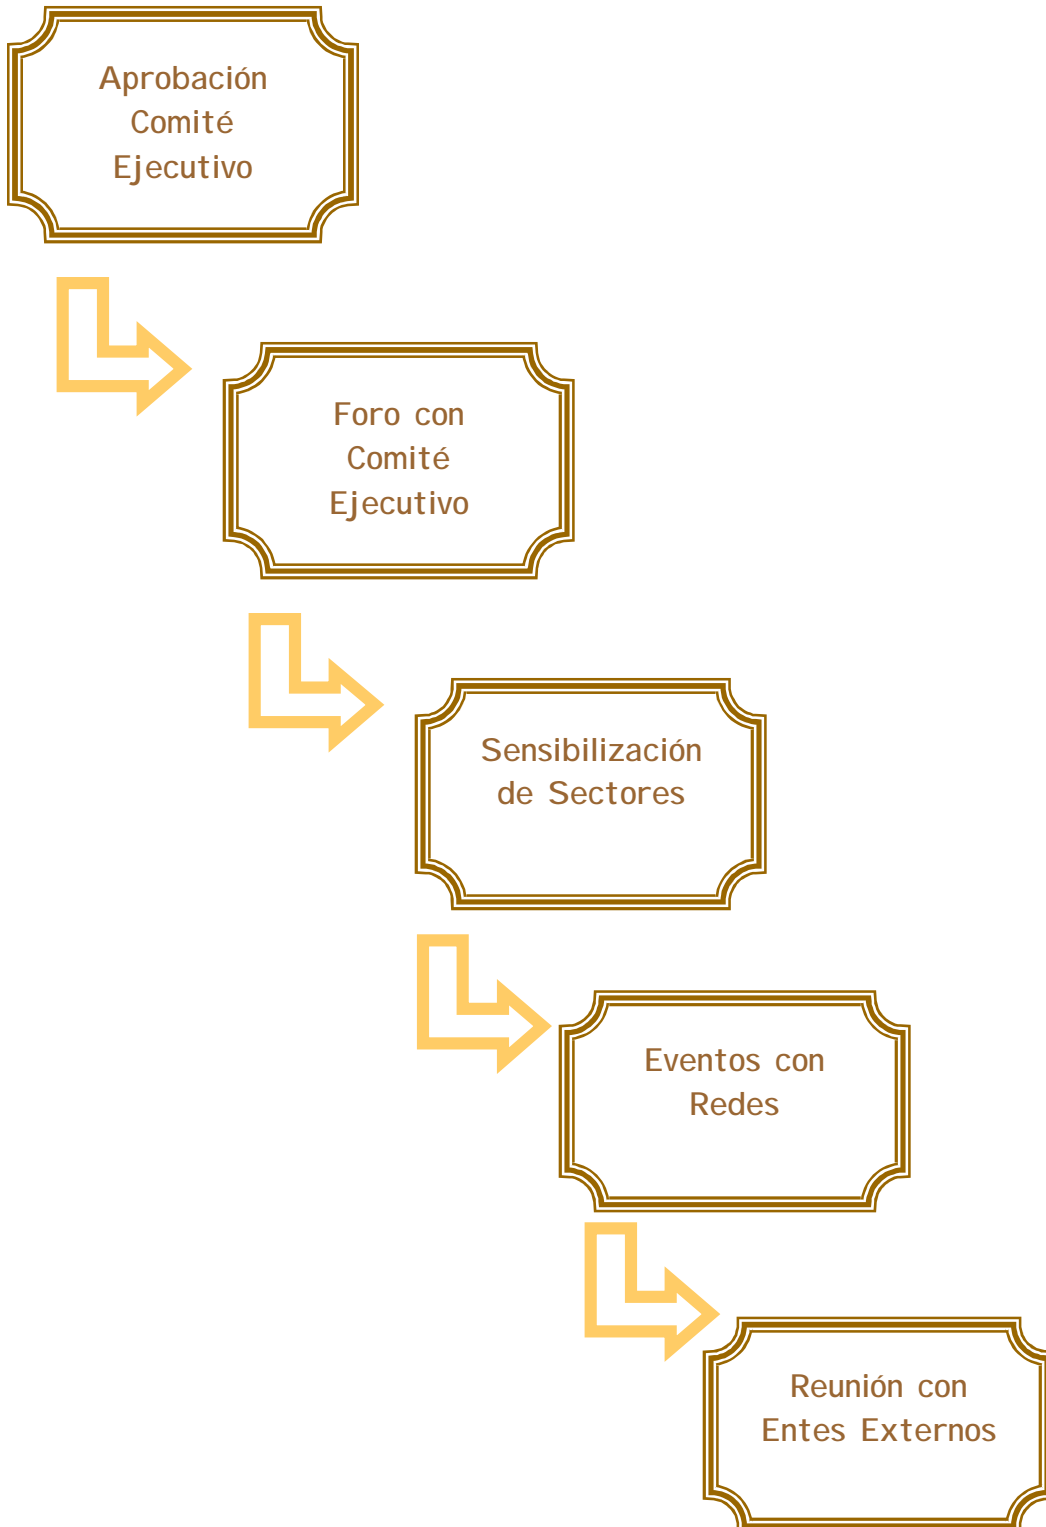 Aprobación
Comité
Ejecutivo
Foro con
Comité
Ejecutivo
Sensibilización
de Sectores
Eventos con
Redes
Reunión con
Entes Externos